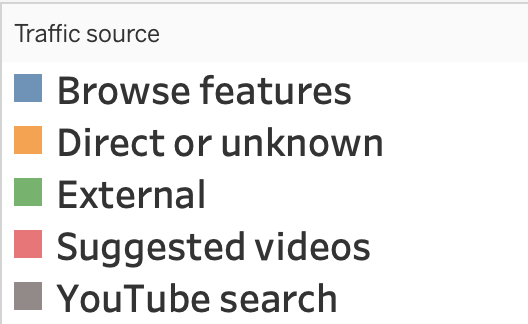 Traffic source
Browse features
Direct or unknown
External
Suggested videos
YouTube search